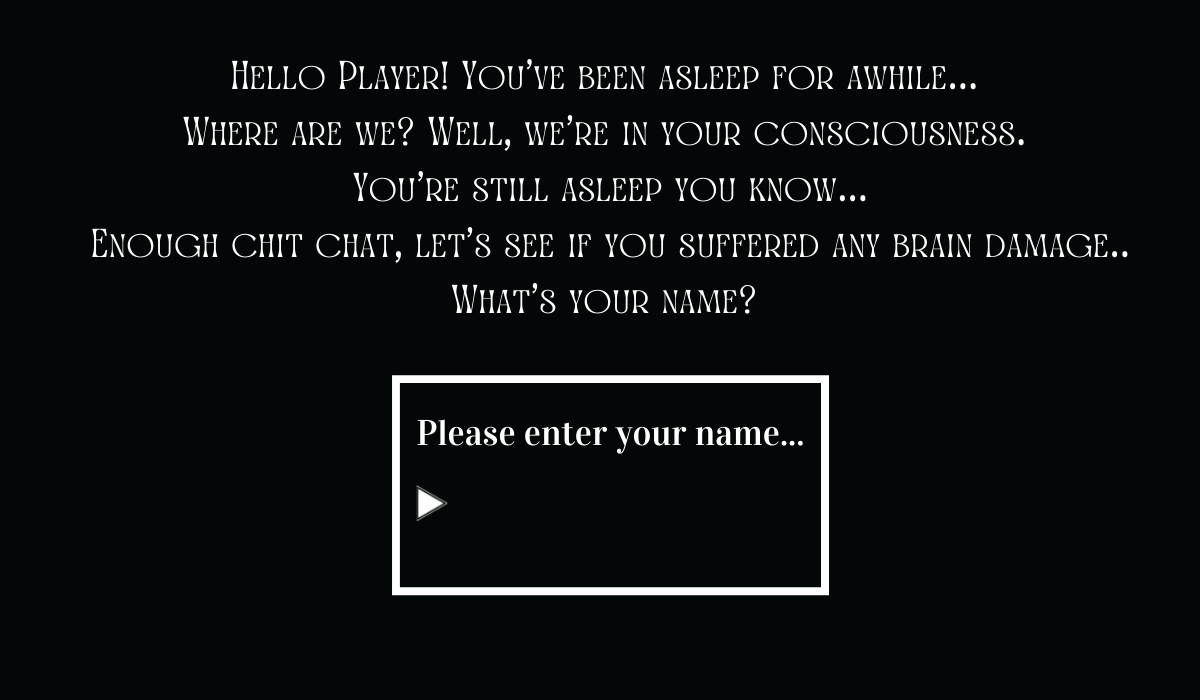 Hello Player! You've been asleep for awhile...
Where are we? Well, we're in your consciousness.
You're still asleep you know...
Enough chit chat, let's see if you suffered any brain damage..
What's your name?
Please enter your name...